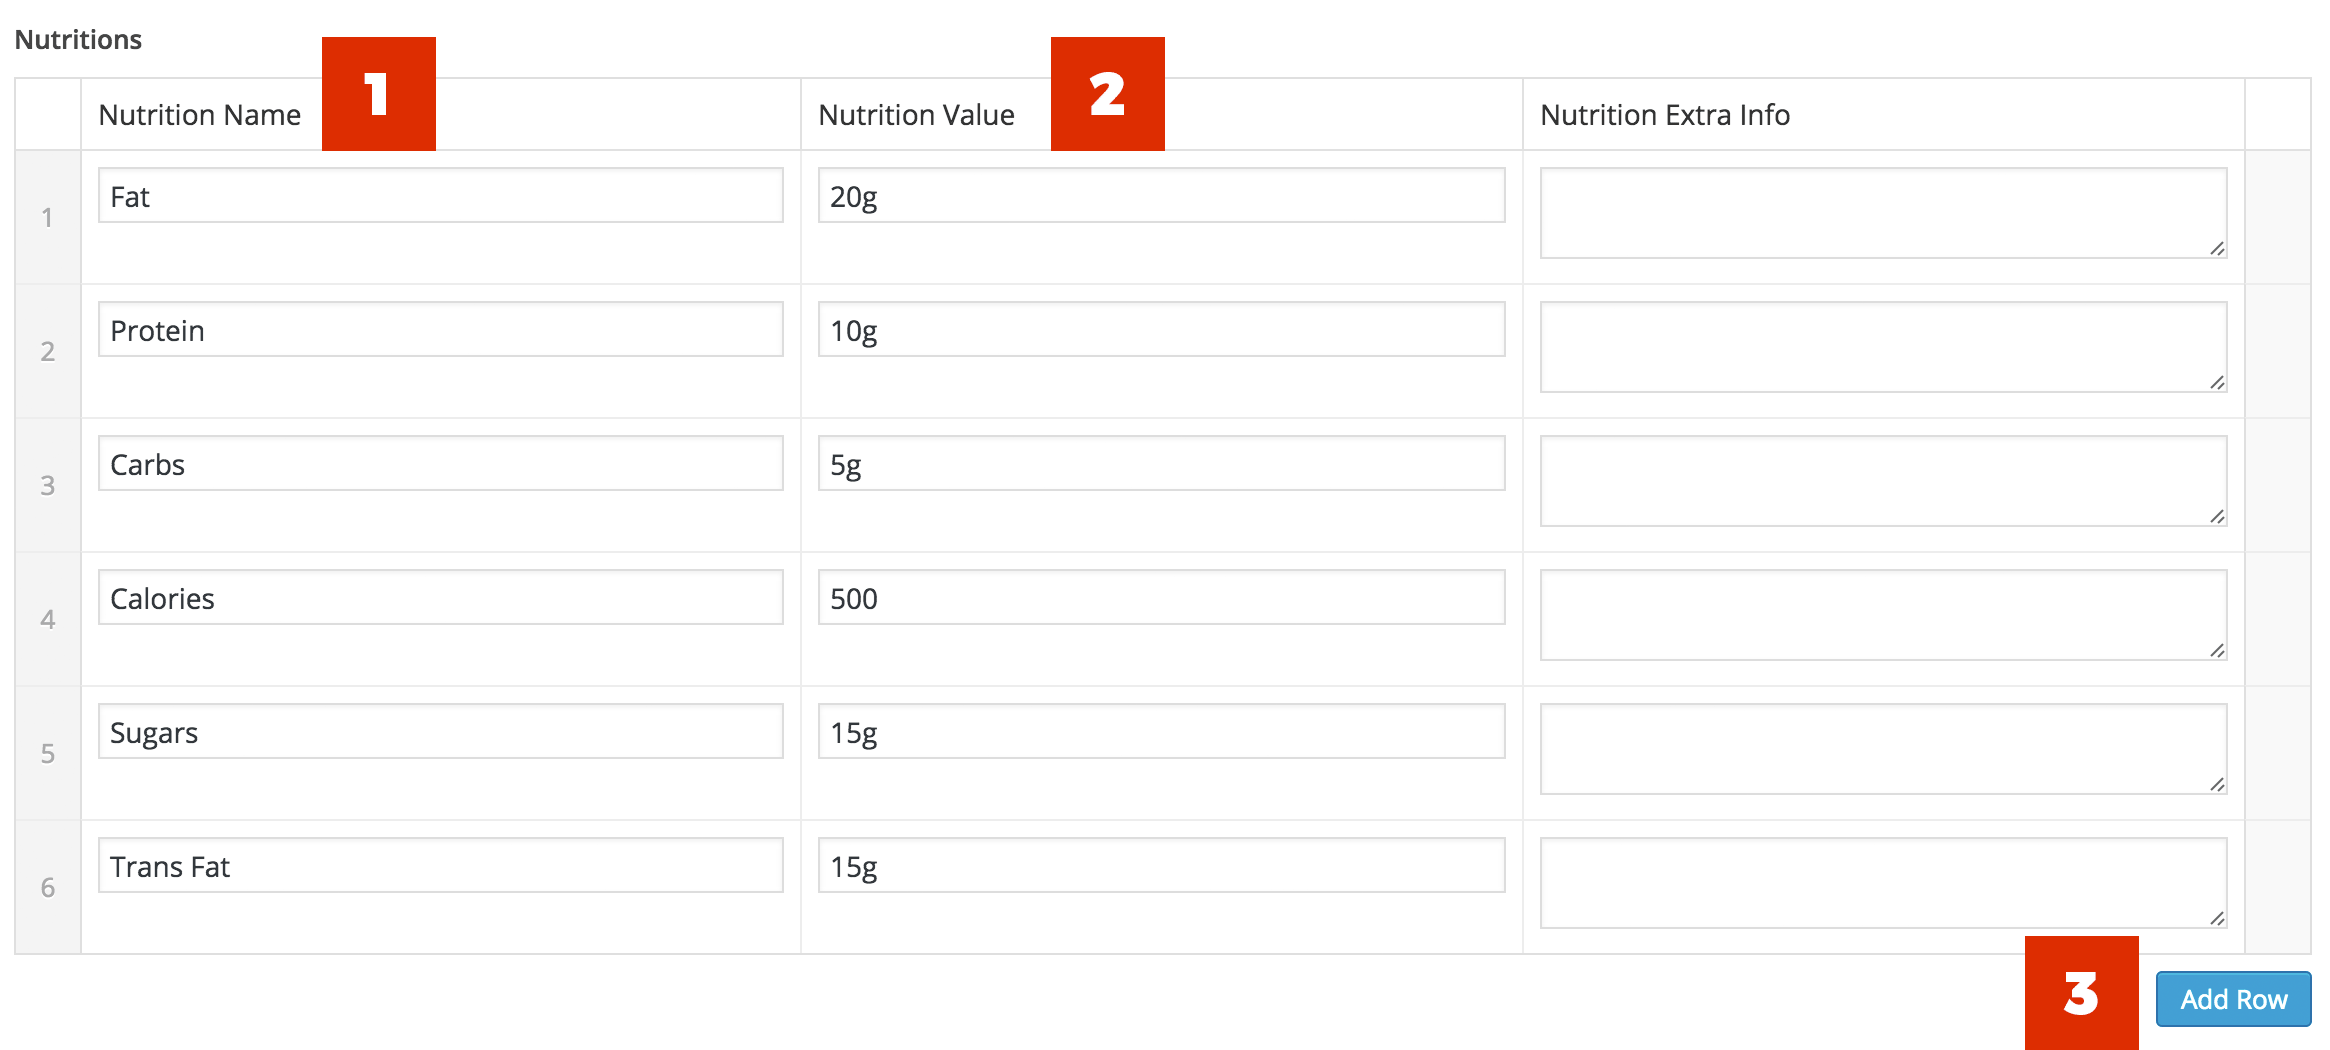 Nutritions
Nutrition Name 1 Nutrition Value 2 Nutrition Extra Info
1 Fat 20g
2 Protein 10g
3 Carbs 5g
4 Calories 500
5 Sugars 15g
6 Trans Fat 15g
3 Add Row